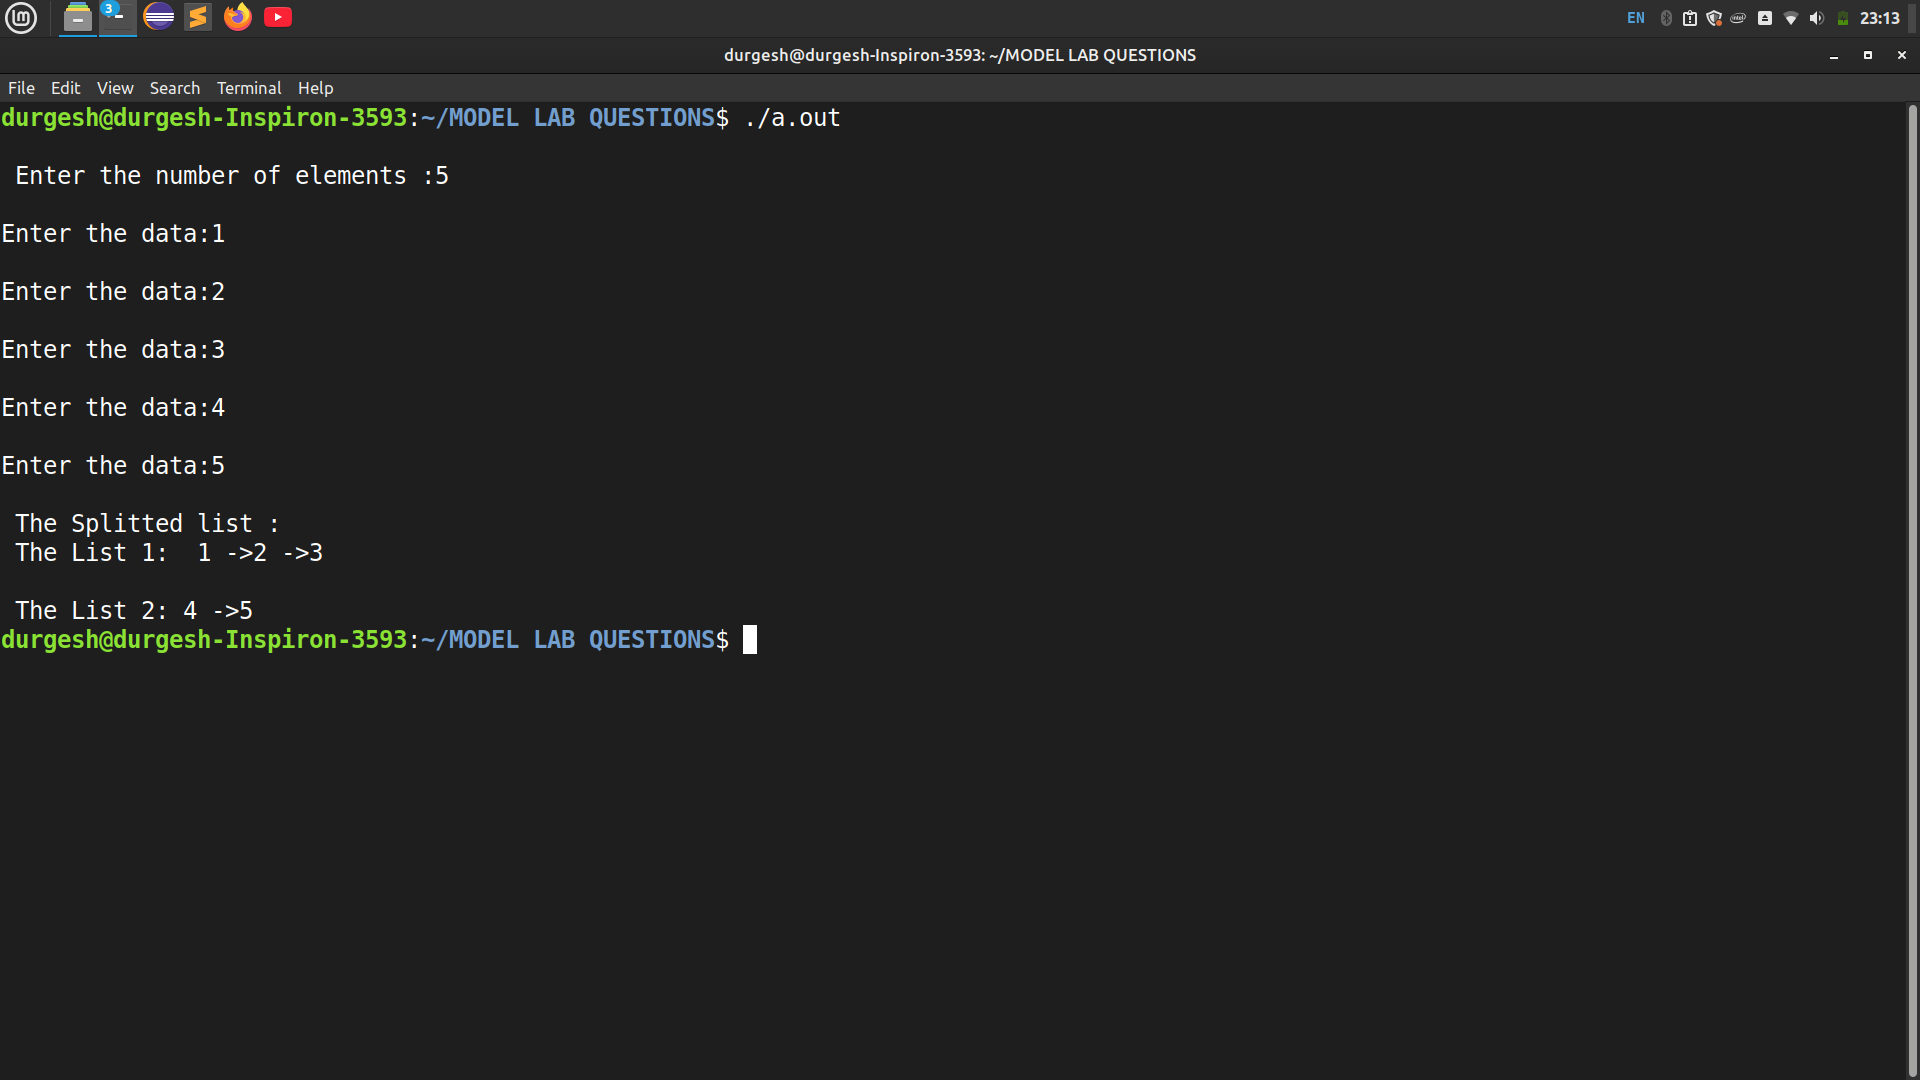 3
EN
23:13
durgesh@durgesh-Inspiron-3593: ~/MODEL LAB QUESTIONS
File Edit View Search Terminal Help
durgesh@durgesh-Inspiron-3593:~/MODEL LAB QUESTIONS$ ./a.out
Enter the number of elements :5
Enter the data:1
Enter the data:2
Enter the data:3
Enter the data:4
Enter the data:5
The Splitted list :
The List 1:  1 ->2 ->3
The List 2: 4 ->5
durgesh@durgesh-Inspiron-3593:~/MODEL LAB QUESTIONS$